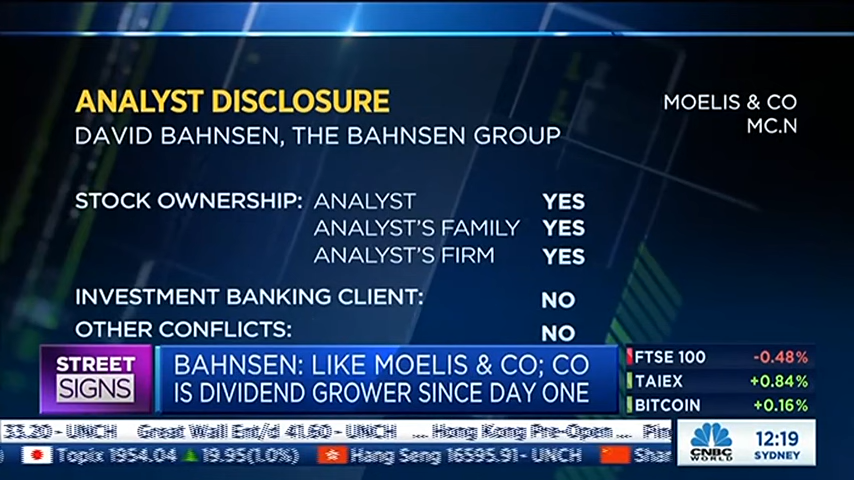 ANALYST DISCLOSURE
DAVID BAHNSEN, THE BAHNSEN GROUP
MOELIS & CO
MC.N
STOCK OWNERSHIP: ANALYST YES
ANALYST'S FAMILY YES
ANALYST'S FIRM YES
INVESTMENT BANKING CLIENT: NO
OTHER CONFLICTS: NO
STREET SIGNS
BAHNSEN: LIKE MOELIS & CO; CO
IS DIVIDEND GROWER SINCE DAY ONE
FTSE 100 -0.48%
TAIEX +0.84%
BITCOIN +0.16%
33.20 - UNCH Great Wall Ent/d 41.60 - UNCH .... Hong Kong Pre-Open ....
Topix 1954.04 ▲ 19.95(1.0%) Hang Seng 16595.91 - UNCH
CNBC WORLD
12:19
SYDNEY